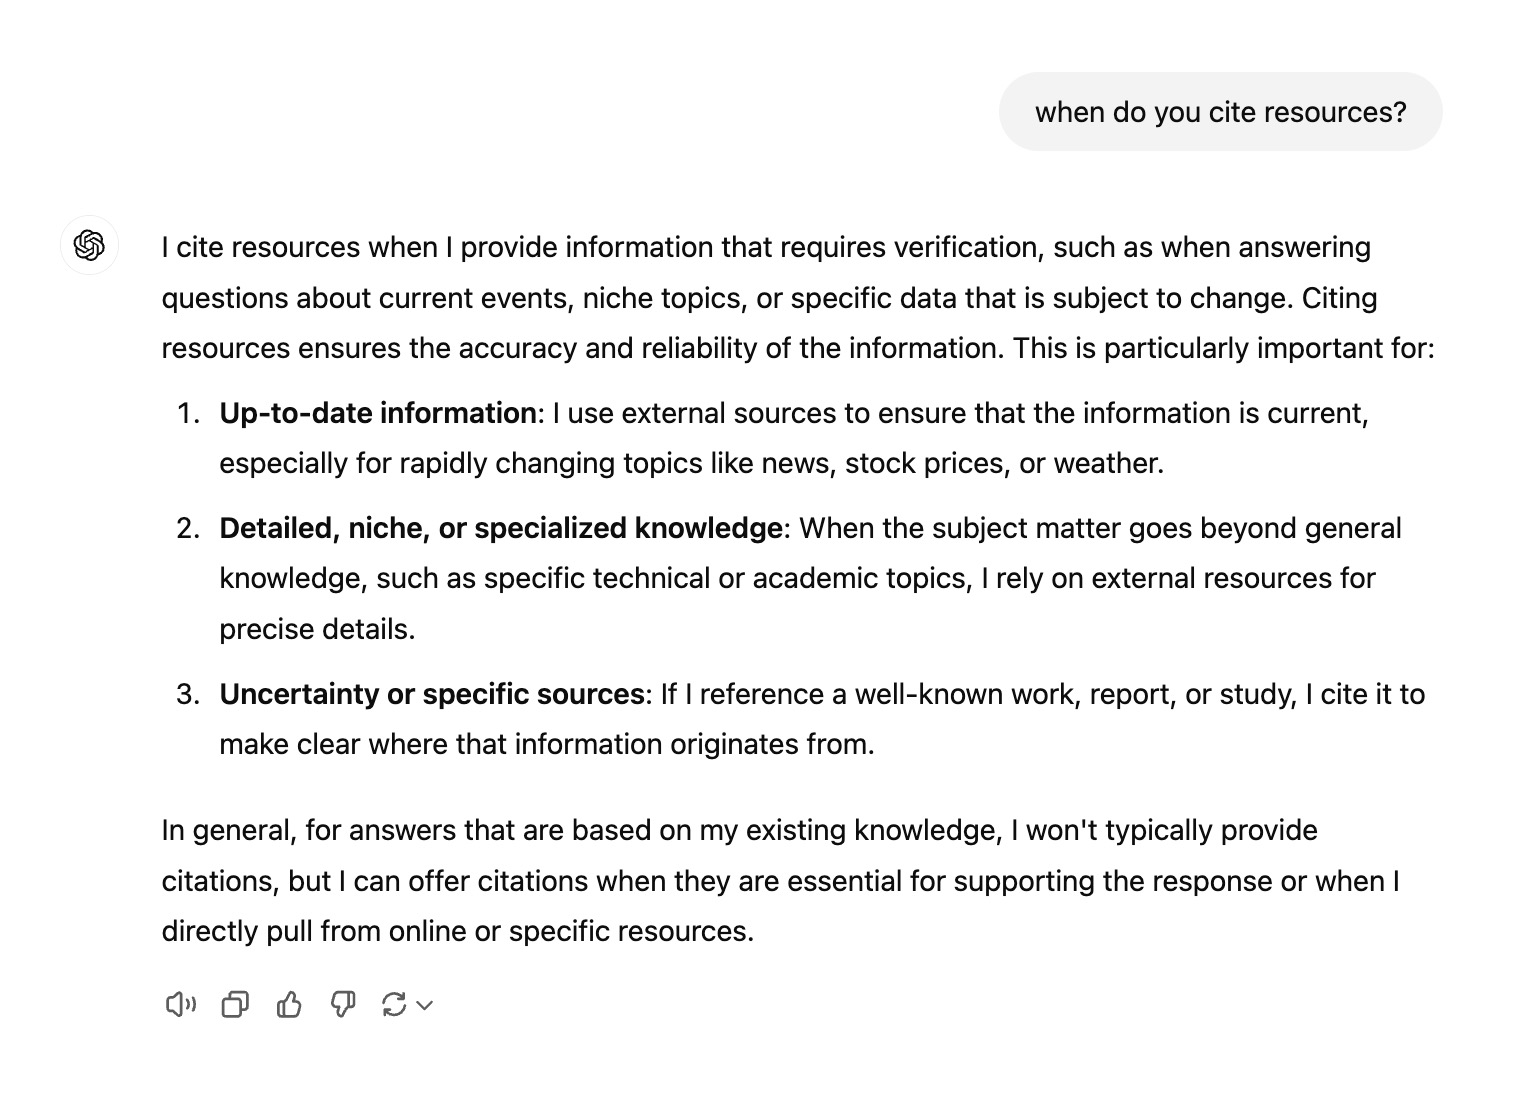 when do you cite resources?
I cite resources when I provide information that requires verification, such as when answering
questions about current events, niche topics, or specific data that is subject to change. Citing
resources ensures the accuracy and reliability of the information. This is particularly important for:
1. Up-to-date information: I use external sources to ensure that the information is current,
especially for rapidly changing topics like news, stock prices, or weather.
2. Detailed, niche, or specialized knowledge: When the subject matter goes beyond general
knowledge, such as specific technical or academic topics, I rely on external resources for
precise details.
3. Uncertainty or specific sources: If I reference a well-known work, report, or study, I cite it to
make clear where that information originates from.
In general, for answers that are based on my existing knowledge, I won't typically provide
citations, but I can offer citations when they are essential for supporting the response or when I
directly pull from online or specific resources.